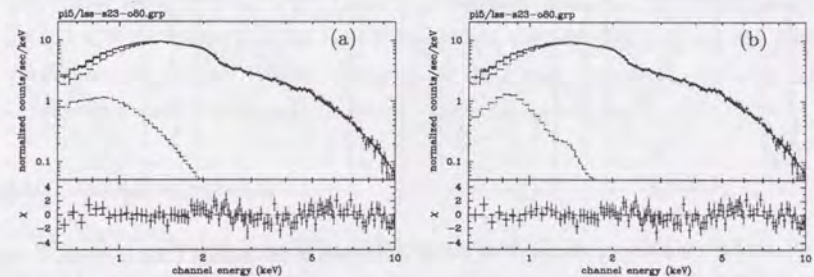 pi5/lss-s23-o80.grp
(a)
normalized counts/sec/keV
10
1
0.1
χ
4
2
0
−2
−4
1
2
5
10
channel energy (keV)
pi5/lss-s23-o80.grp
(b)
normalized counts/sec/keV
10
1
0.1
χ
4
2
0
−2
−4
1
2
5
10
channel energy (keV)